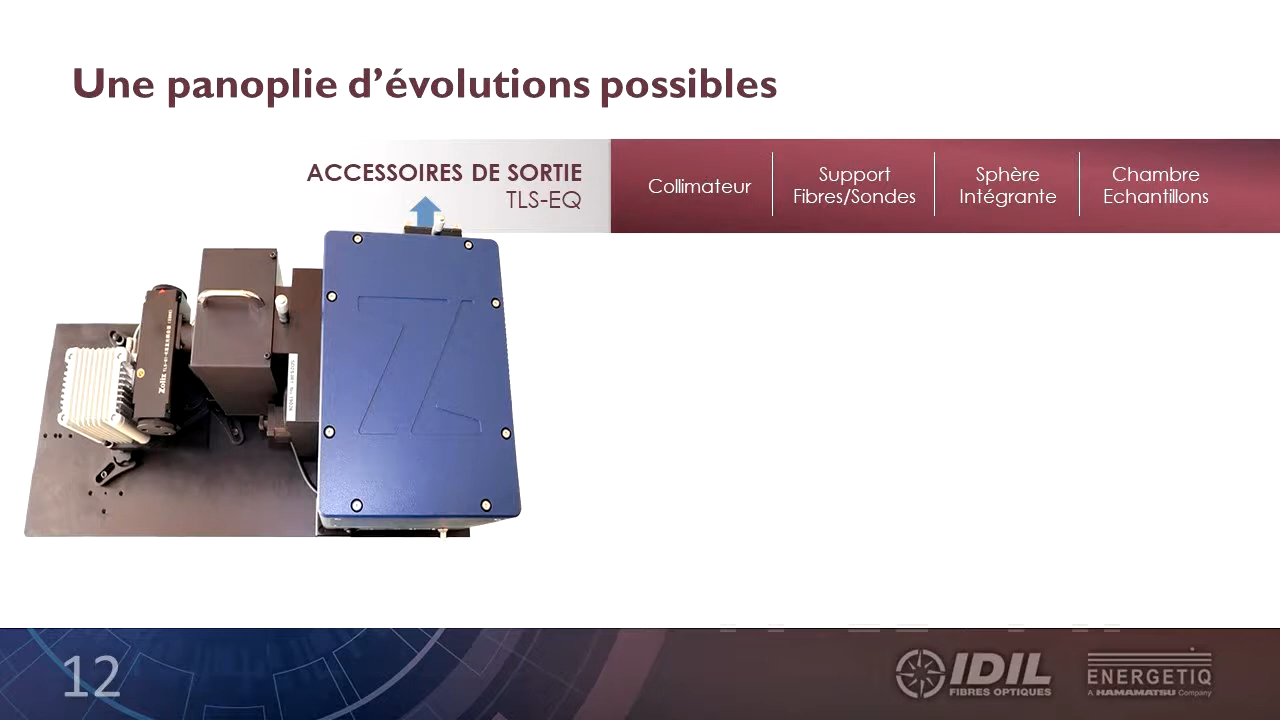 Une panoplie d’évolutions possibles
ACCESSOIRES DE SORTIE
TLS-EQ
Collimateur
Support
Fibres/Sondes
Sphère
Intégrante
Chambre
Echantillons
Zolix
12
IDIL
FIBRES OPTIQUES
ENERGETIQ
A HAMAMATSU Company